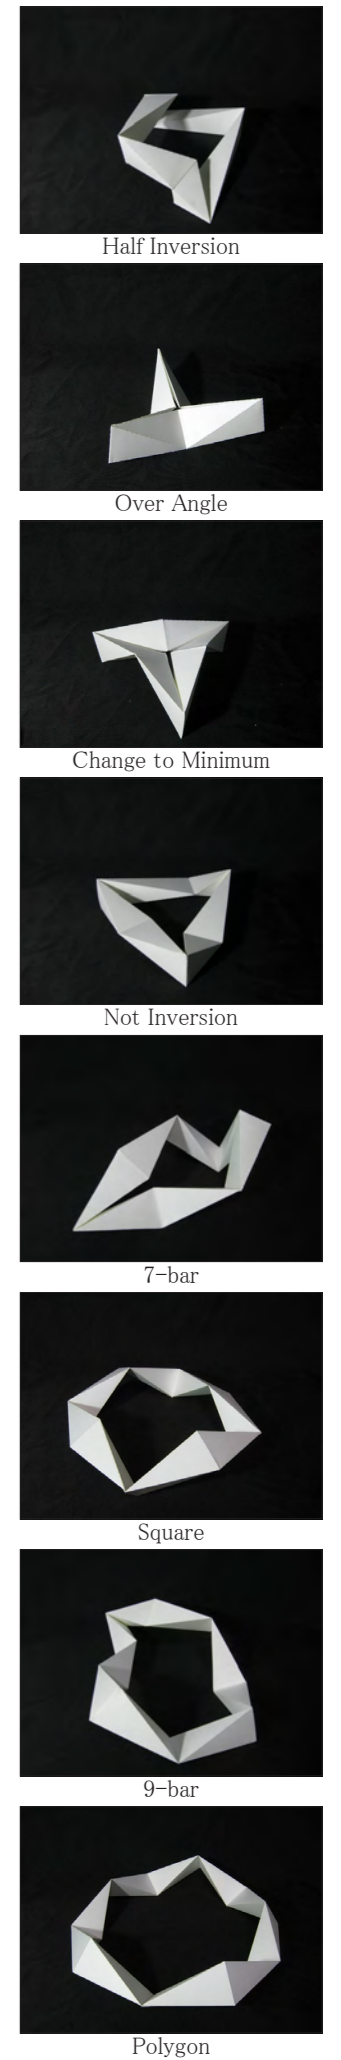 Half Inversion
Over Angle
Change to Minimum
Not Inversion
7-bar
Square
9-bar
Polygon